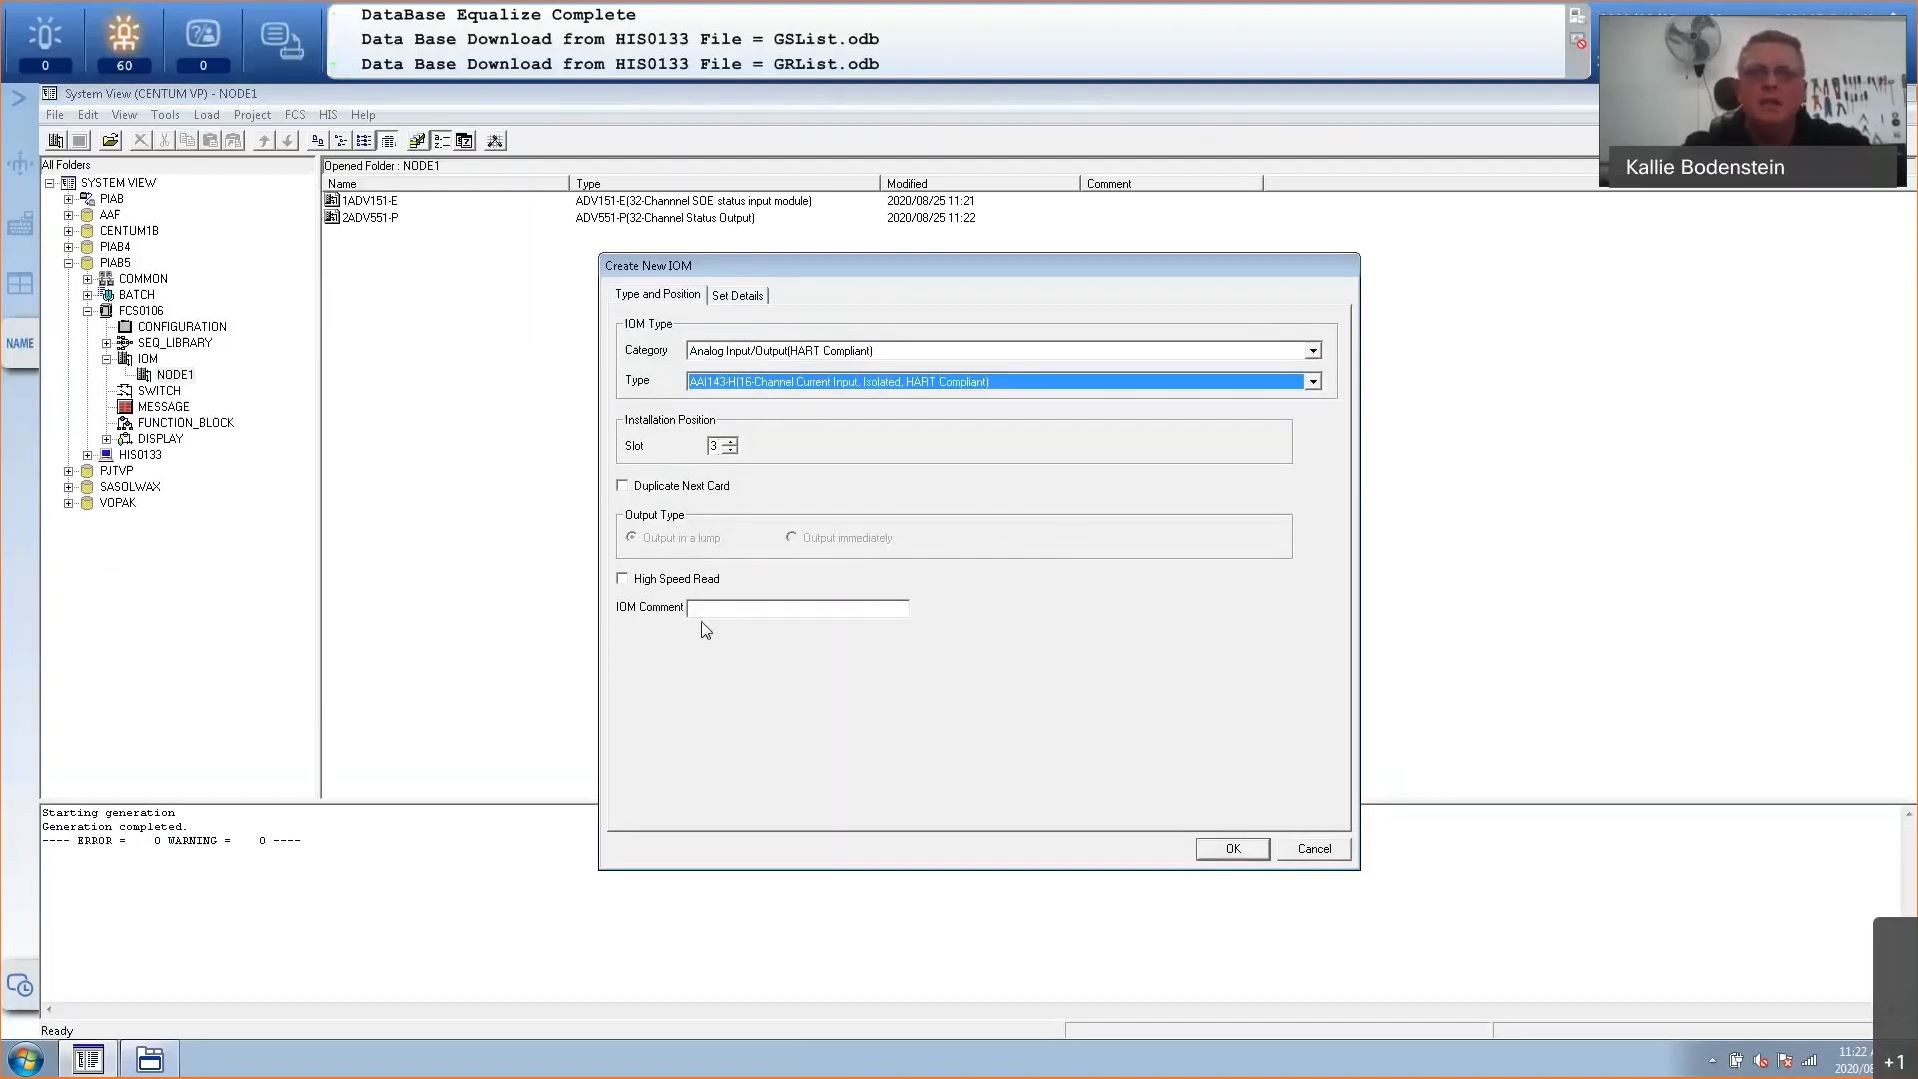 DataBase Equalize Complete
Data Base Download from HIS0133 File = GSList.odb
Data Base Download from HIS0133 File = GRList.odb
0
60
0
Kallie Bodenstein
System View (CENTUM VP) - NODE1
File Edit View Tools Load Project FCS HIS Help
All Folders
SYSTEM VIEW
PIAB
AAF
CENTUM1B
PIAB4
PIAB5
COMMON
BATCH
FCS0106
CONFIGURATION
SEQ_LIBRARY
IOM
NODE1
SWITCH
MESSAGE
FUNCTION_BLOCK
DISPLAY
HIS0133
PJTVP
SASOLWAX
VOPAK
NAME
Opened Folder : NODE1
Name Type Modified Comment
1ADV151-E ADV151-E(32-Channnel SOE status input module) 2020/08/25 11:21
2ADV551-P ADV551-P(32-Channel Status Output) 2020/08/25 11:22
Create New IOM
Type and Position Set Details
IOM Type
Category Analog Input/Output(HART Compliant)
Type AAI143-H(16-Channel Current Input, Isolated, HART Compliant)
Installation Position
Slot 3
Duplicate Next Card
Output Type
Output in a lump Output immediately
High Speed Read
IOM Comment
OK Cancel
Starting generation
Generation completed.
---- ERROR = 0 WARNING = 0 ----
Ready
11:22
+1